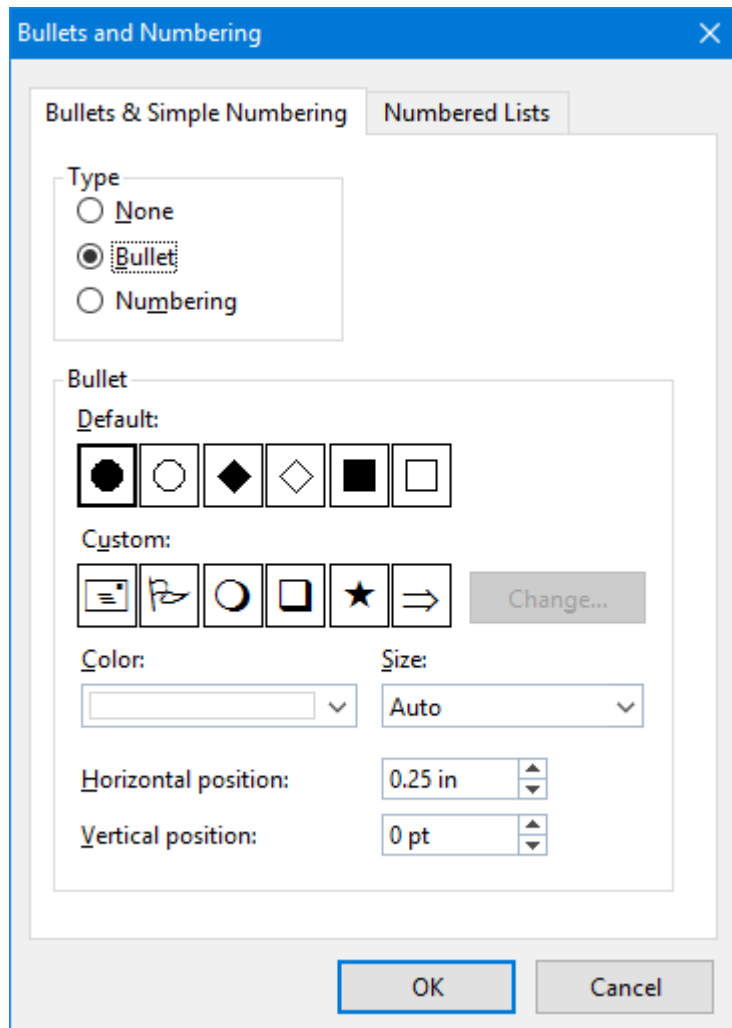 Bullets and Numbering
Bullets & Simple Numbering Numbered Lists
Type
None
Bullet
Numbering
Bullet
Default:
Custom:
Change...
Color: Size:
Auto
Horizontal position: 0.25 in
Vertical position: 0 pt
OK Cancel